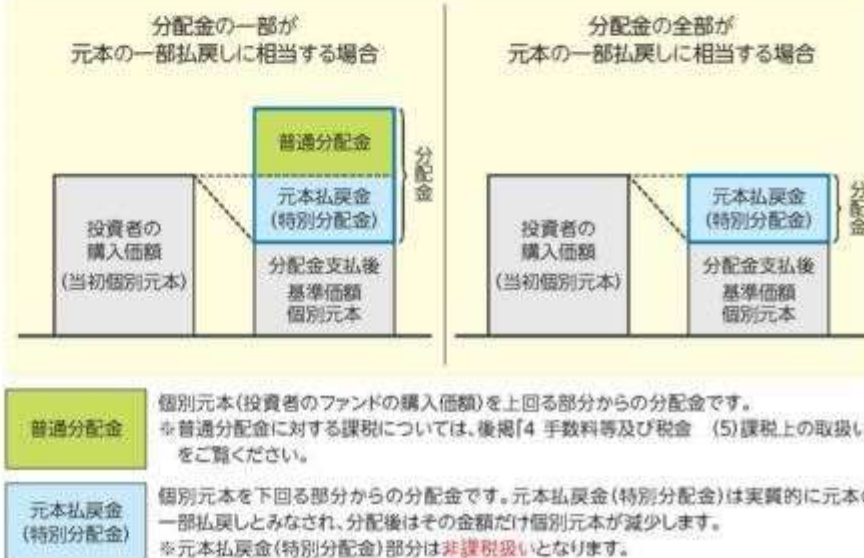 分配金の一部が
元本の一部払戻しに相当する場合
普通分配金
元本払戻金
(特別分配金)
分配金
投資者の
購入価額
(当初個別元本)
分配金支払後
基準価額
個別元本
分配金の全部が
元本の一部払戻しに相当する場合
元本払戻金
(特別分配金)
分配金
投資者の
購入価額
(当初個別元本)
分配金支払後
基準価額
個別元本
普通分配金
個別元本(投資者のファンドの購入価額)を上回る部分からの分配金です。
※普通分配金に対する課税については、後掲「4 手数料等及び税金 (5)課税上の取扱い
をご覧ください。
元本払戻金
(特別分配金)
個別元本を下回る部分からの分配金です。元本払戻金(特別分配金)は実質的に元本の
一部払戻しとみなされ、分配後はその金額だけ個別元本が減少します。
※元本払戻金(特別分配金)部分は非課税扱いとなります。